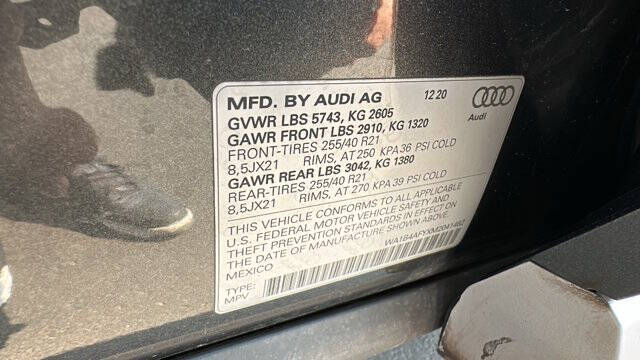 MFD. BY AUDI AG 12 20
GVWR LBS 5743, KG 2605
GAWR FRONT LBS 2910, KG 1320
FRONT-TIRES 255/40 R21
8,5JX21 RIMS, AT 250 KPA 36 PSI COLD
GAWR REAR LBS 3042, KG 1380
REAR-TIRES 255/40 R21
8,5JX21 RIMS, AT 270 KPA 39 PSI COLD
THIS VEHICLE CONFORMS TO ALL APPLICABLE
U.S. FEDERAL MOTOR VEHICLE SAFETY AND
THEFT PREVENTION STANDARDS IN EFFECT ON
THE DATE OF MANUFACTURE SHOWN ABOVE
MEXICO
TYPE:
MPV
Audi